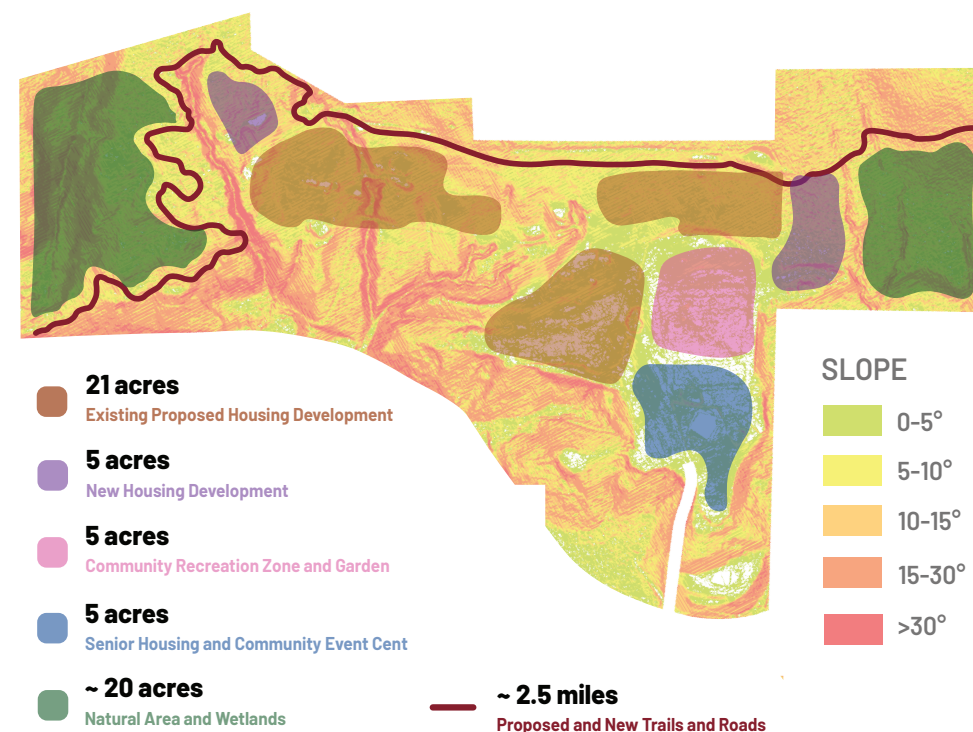 21 acres
Existing Proposed Housing Development
5 acres
New Housing Development
5 acres
Community Recreation Zone and Garden
5 acres
Senior Housing and Community Event Cent
~ 20 acres
Natural Area and Wetlands
~ 2.5 miles
Proposed and New Trails and Roads
SLOPE
0-5°
5-10°
10-15°
15-30°
>30°